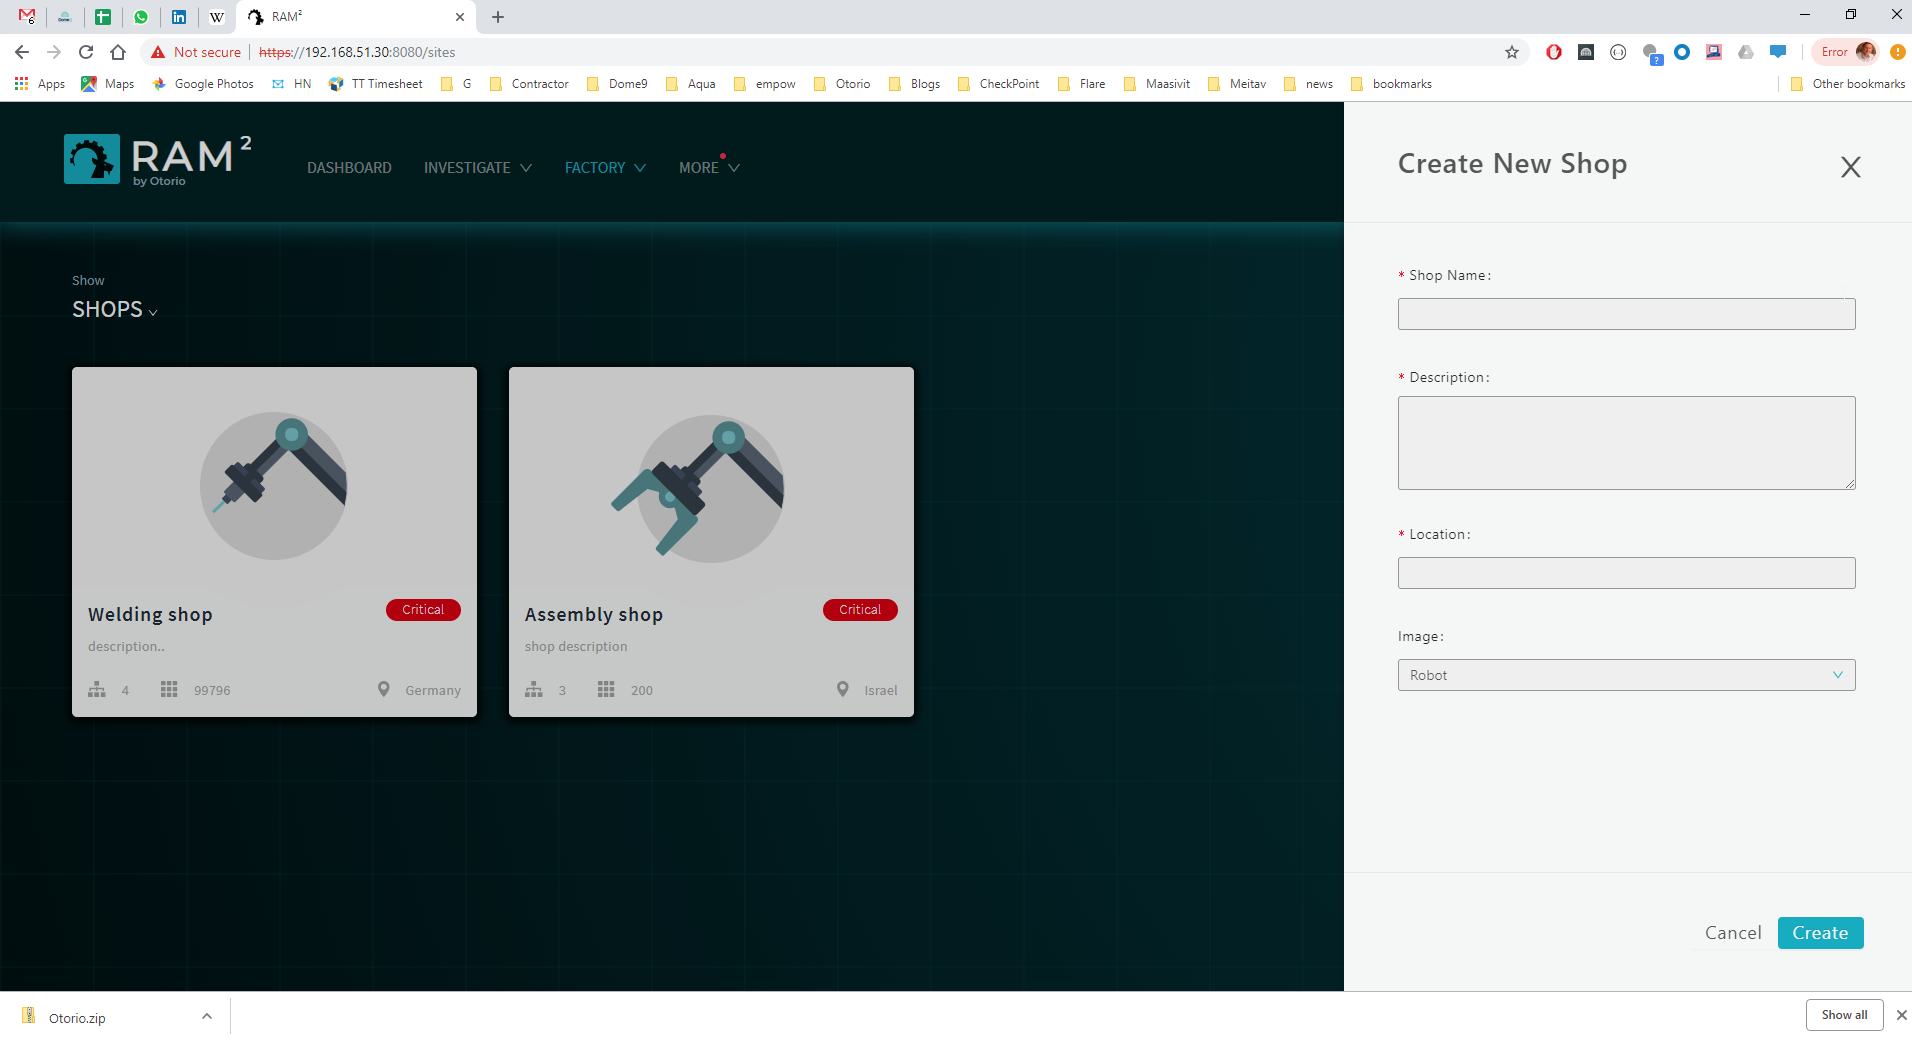 6
Dome
W
RAM²
Not secure
https://192.168.51.30:8080/sites
?
Error
Apps
Maps
Google Photos
HN
TT Timesheet
G
Contractor
Dome9
Aqua
empow
Otorio
Blogs
CheckPoint
Flare
Maasivit
Meitav
news
bookmarks
Other bookmarks
RAM²
by Otorio
DASHBOARD
INVESTIGATE
FACTORY
MORE
Show
SHOPS
Welding shop
Critical
description..
4
99796
Germany
Assembly shop
Critical
shop description
3
200
Israel
Create New Shop
X
* Shop Name:
* Description:
* Location:
Image:
Robot
Cancel
Create
Otorio.zip
Show all